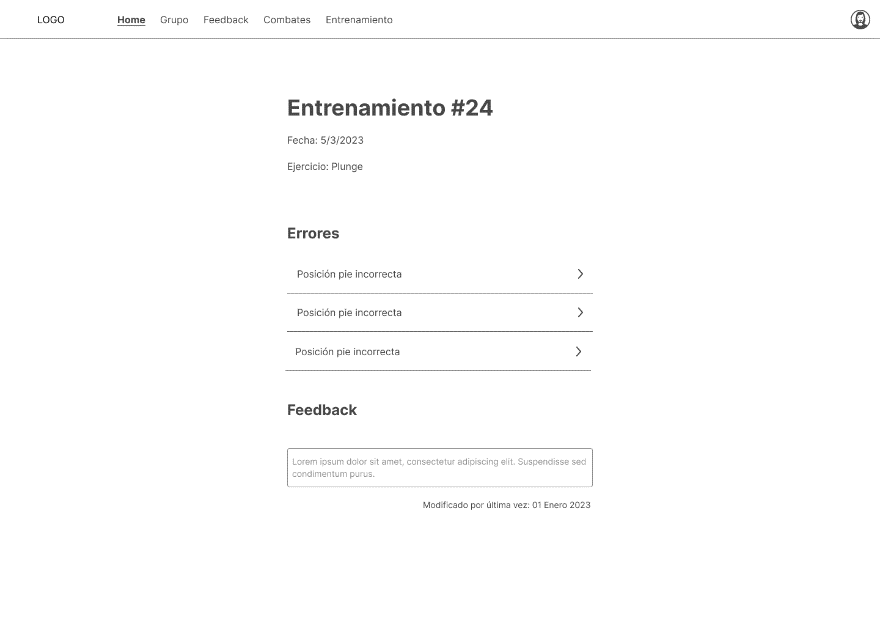 LOGO
Home
Grupo
Feedback
Combates
Entrenamiento
Entrenamiento #24
Fecha: 5/3/2023
Ejercicio: Plunge
Errores
Posición pie incorrecta
Posición pie incorrecta
Posición pie incorrecta
Feedback
Lorem ipsum dolor sit amet, consectetur adipiscing elit. Suspendisse sed
condimentum purus.
Modificado por última vez: 01 Enero 2023